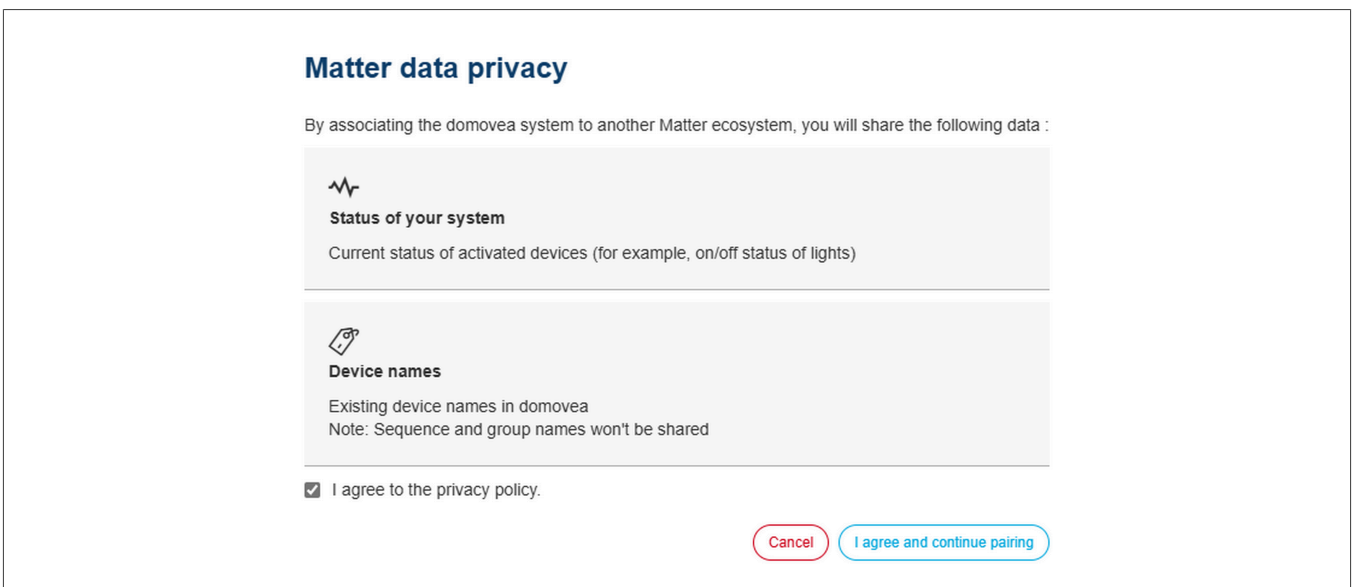 Matter data privacy
By associating the domovea system to another Matter ecosystem, you will share the following data :
Status of your system
Current status of activated devices (for example, on/off status of lights)
Device names
Existing device names in domovea
Note: Sequence and group names won't be shared
I agree to the privacy policy.
Cancel
I agree and continue pairing